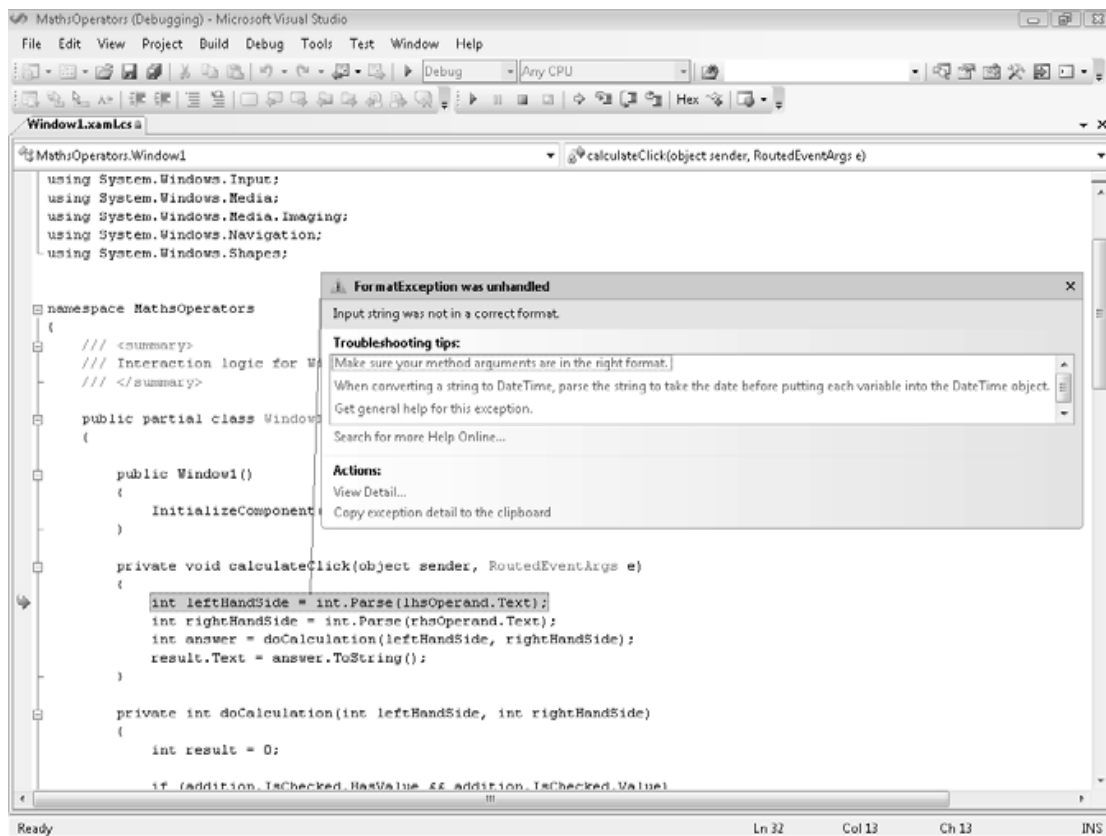 MathsOperators (Debugging) - Microsoft Visual Studio
File Edit View Project Build Debug Tools Test Window Help
Debug Any CPU
Hex
Window1.xaml.cs
MathsOperators.Window1 calculateClick(object sender, RoutedEventArgs e)
using System.Windows.Input;
using System.Windows.Media;
using System.Windows.Media.Imaging;
using System.Windows.Navigation;
using System.Windows.Shapes;
FormatException was unhandled
Input string was not in a correct format.
Troubleshooting tips:
Make sure your method arguments are in the right format.
When converting a string to DateTime, parse the string to take the date before putting each variable into the DateTime object.
Get general help for this exception.
Search for more Help Online...
Actions:
View Detail...
Copy exception detail to the clipboard
namespace MathsOperators
{
/// <summary>
/// Interaction logic for Wi
/// </summary>
public partial class Window
{
public Window1()
{
InitializeComponent
}
private void calculateClick(object sender, RoutedEventArgs e)
{
int leftHandSide = int.Parse(lhsOperand.Text);
int rightHandSide = int.Parse(rhsOperand.Text);
int answer = doCalculation(leftHandSide, rightHandSide);
result.Text = answer.ToString();
}
private int doCalculation(int leftHandSide, int rightHandSide)
{
int result = 0;
if (addition.IsChecked.HasValue && addition.IsChecked.Value)
Ready Ln 32 Col 13 Ch 13 INS